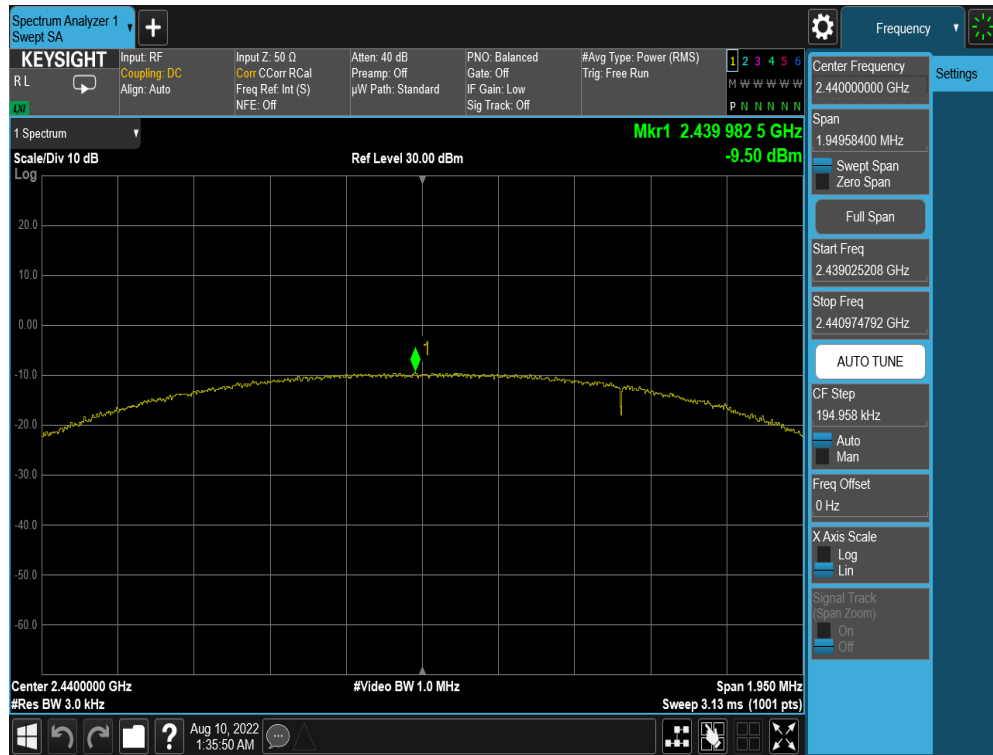 Spectrum Analyzer 1
Swept SA
Frequency
KEYSIGHT
R L
LXI
Input: RF
Coupling: DC
Align: Auto
Input Z: 50 Ω
Corr CCorr RCal
Freq Ref: Int (S)
NFE: Off
Atten: 40 dB
Preamp: Off
µW Path: Standard
PNO: Balanced
Gate: Off
IF Gain: Low
Sig Track: Off
#Avg Type: Power (RMS)
Trig: Free Run
1 2 3 4 5 6
M W W W W W
P N N N N N
1 Spectrum
Scale/Div 10 dB
Log
Ref Level 30.00 dBm
Mkr1 2.439 982 5 GHz
-9.50 dBm
20.0
10.0
0.00
-10.0
-20.0
-30.0
-40.0
-50.0
-60.0
1
Center 2.4400000 GHz
#Res BW 3.0 kHz
#Video BW 1.0 MHz
Span 1.950 MHz
Sweep 3.13 ms (1001 pts)
Center Frequency
2.440000000 GHz
Settings
Span
1.94958400 MHz
Swept Span
Zero Span
Full Span
Start Freq
2.439025208 GHz
Stop Freq
2.440974792 GHz
AUTO TUNE
CF Step
194.958 kHz
Auto
Man
Freq Offset
0 Hz
X Axis Scale
Log
Lin
Signal Track
(Span Zoom)
On
Off
?
Aug 10, 2022
1:35:50 AM